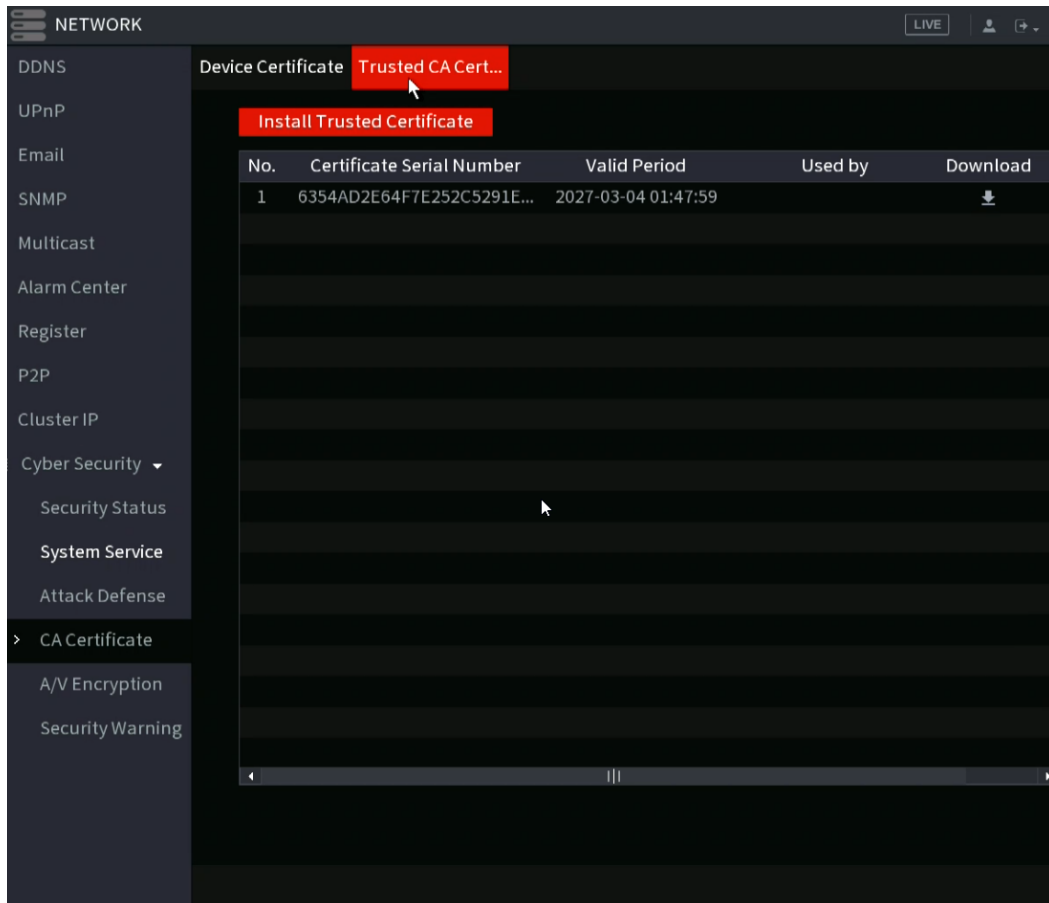 NETWORK
LIVE
DDNS
UPnP
Email
SNMP
Multicast
Alarm Center
Register
P2P
Cluster IP
Cyber Security
Security Status
System Service
Attack Defense
CA Certificate
A/V Encryption
Security Warning
Device Certificate Trusted CA Cert...
Install Trusted Certificate
No. Certificate Serial Number Valid Period Used by Download
1 6354AD2E64F7E252C5291E... 2027-03-04 01:47:59